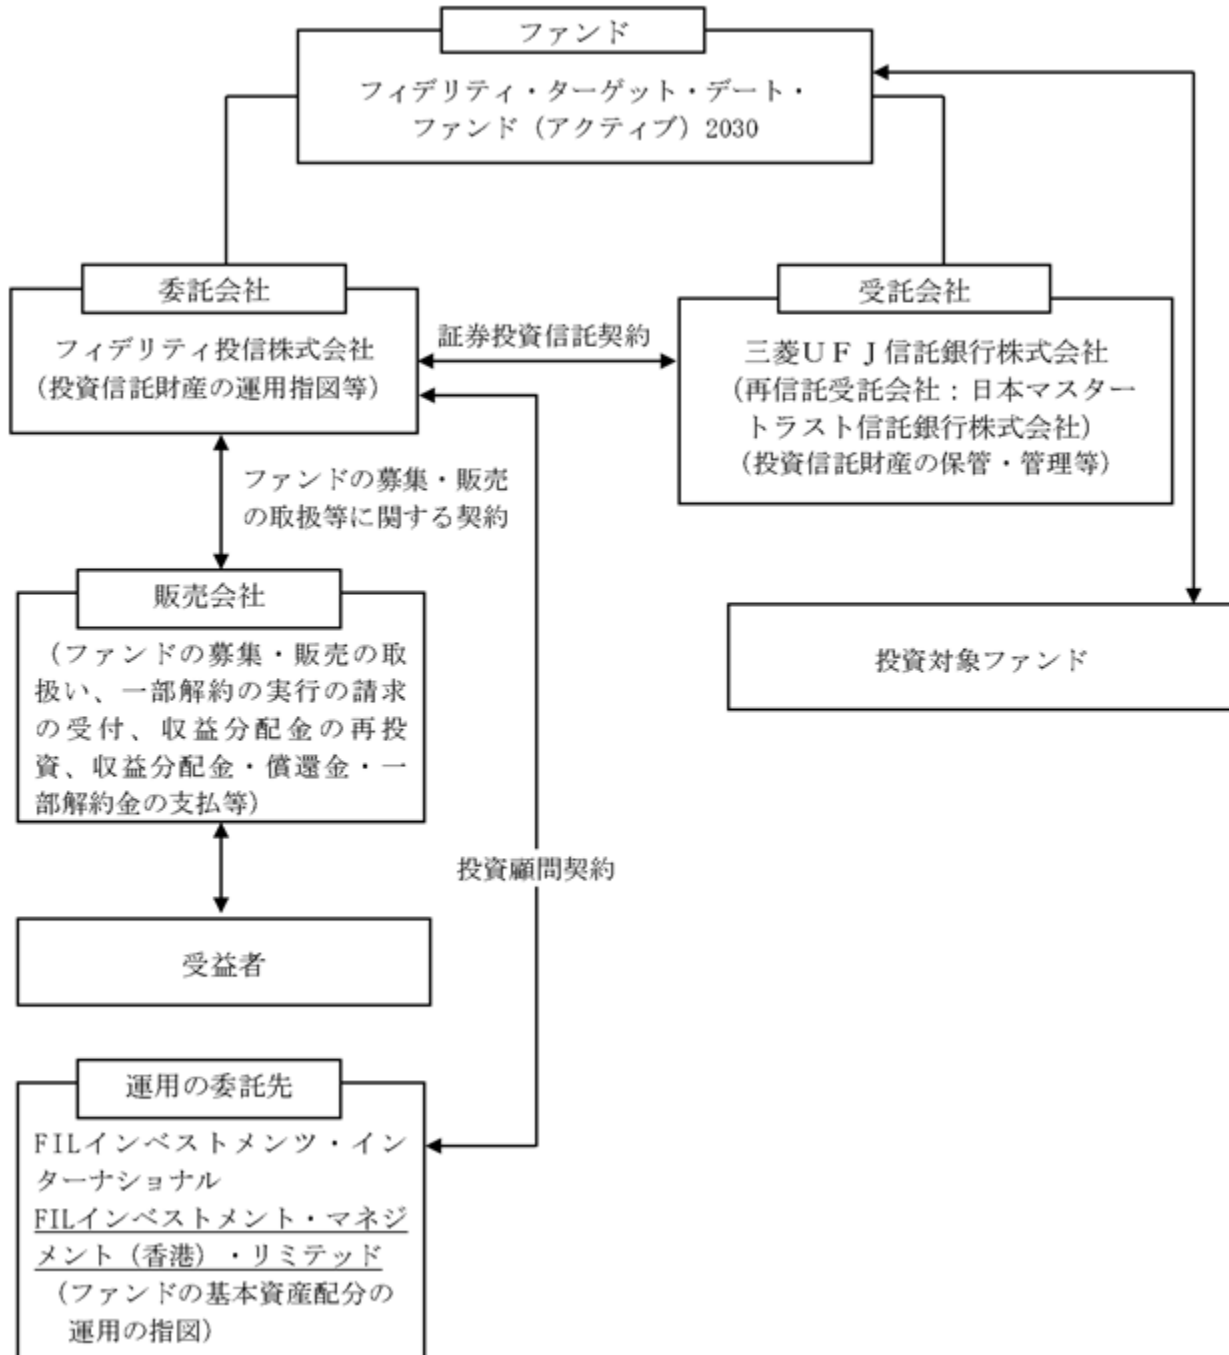 ファンド
フィデリティ・ターゲット・デート・
ファンド（アクティブ）2030
委託会社
フィデリティ投信株式会社
（投資信託財産の運用指図等）
証券投資信託契約
受託会社
三菱ＵＦＪ信託銀行株式会社
（再信託受託会社：日本マスター
トラスト信託銀行株式会社）
（投資信託財産の保管・管理等）
ファンドの募集・販売
の取扱等に関する契約
販売会社
（ファンドの募集・販売の取
扱い、一部解約の実行の請求
の受付、収益分配金の再投
資、収益分配金・償還金・一
部解約金の支払等）
投資対象ファンド
投資顧問契約
受益者
運用の委託先
FILインベストメンツ・イン
ターナショナル
FILインベストメント・マネジ
メント（香港）・リミテッド
（ファンドの基本資産配分の
運用の指図）